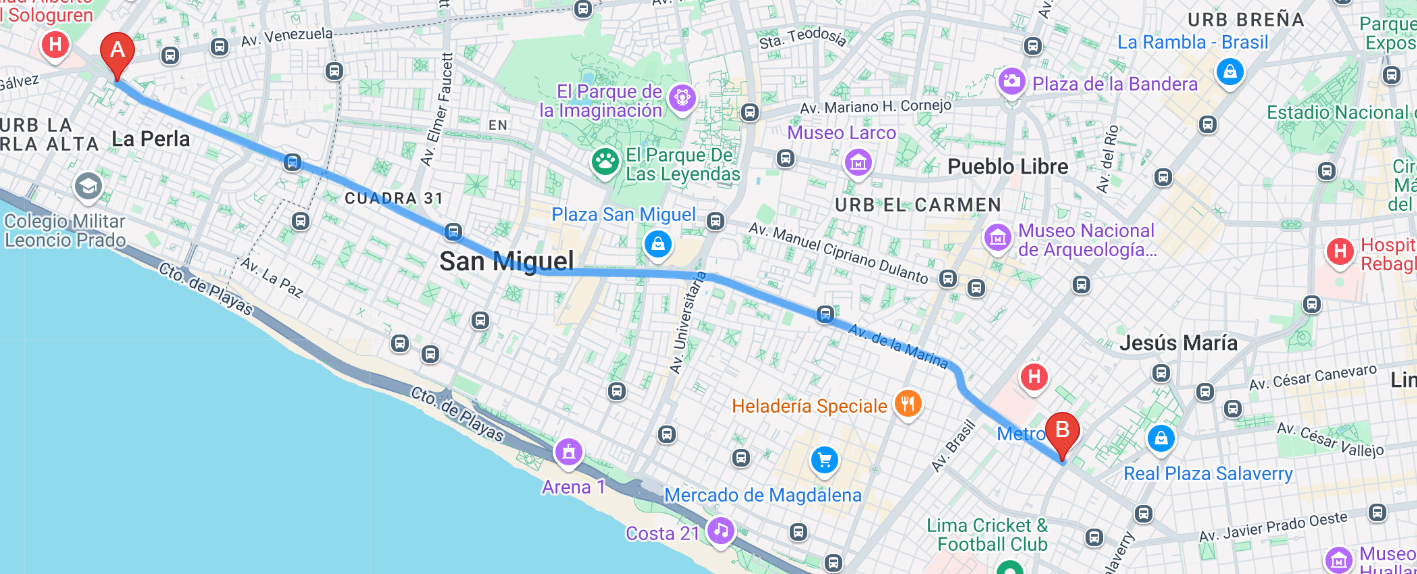 dad Alberto
l Sologuren
H
A
Av. Venezuela
Gálvez
URB LA
RLA ALTA
La Perla
Av. Elmer Faucett
EN
CUADRA 31
Colegio Militar
Leoncio Prado
Cto. de Playas
Av. La Paz
San Miguel
El Parque de
la Imaginación
El Parque De
Las Leyendas
Plaza San Miguel
Sta. Teodosía
Av. Mariano H. Cornejo
Museo Larco
URB EL CARMEN
Av. Manuel Cipriano Dulanto
Av. Universitaria
Av. de la Marina
URB BREÑA
La Rambla - Brasil
Plaza de la Bandera
Parque
Expos
Estadio Nacional
Pueblo Libre
Av. del Río
Museo Nacional
de Arqueología...
Cir
Má
del
H
Hospit
Rebagl
Jesús María
Av. César Canevaro
Lin
Av. César Vallejo
H
Heladería Speciale
Av. Brasil
Metro
B
Real Plaza Salaverry
Cto. de Playas
Arena 1
Mercado de Magdalena
Costa 21
Lima Cricket &
Football Club
Av. Javier Prado Oeste
Salaverry
Museo
Huallan